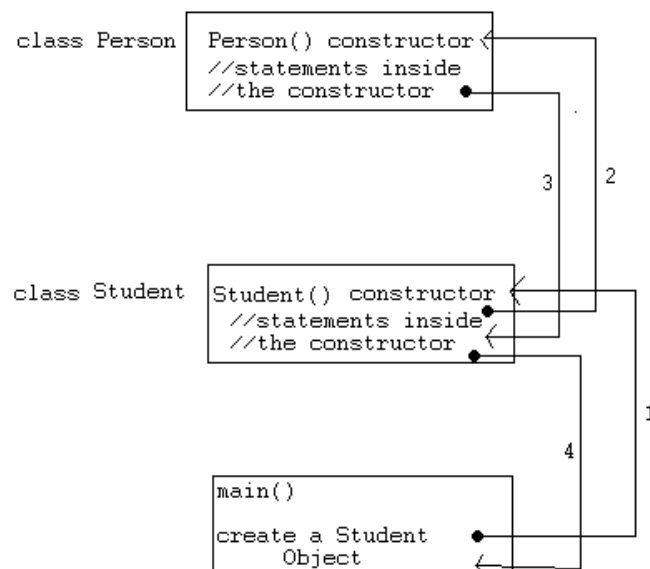 class Person
Person() constructor
//statements inside
//the constructor
2
3
class Student
Student() constructor
//statements inside
//the constructor
1
4
main()
create a Student
Object